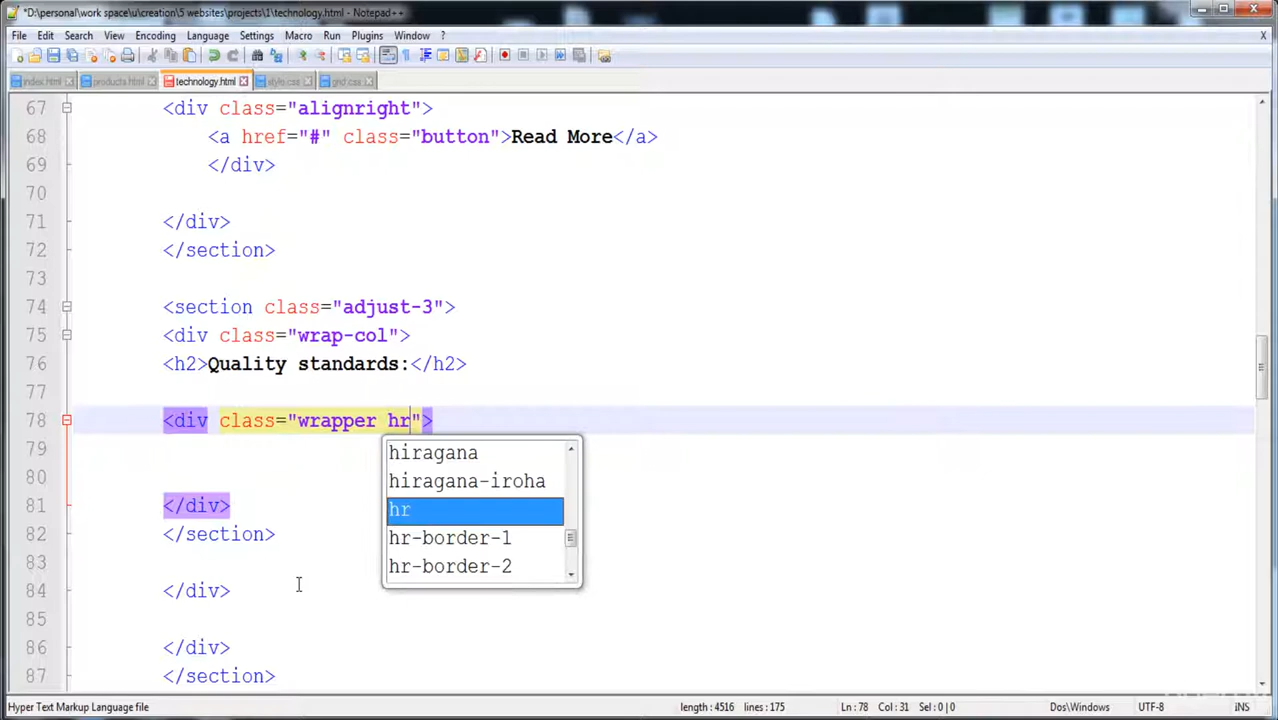 *D:\personal\work space\u\creation\5 websites\projects\1\technology.html - Notepad++
File Edit Search View Encoding Language Settings Macro Run Plugins Window ? X
index.html products.html technology.html style.css grid.css
67 <div class="alignright">
68 <a href="#" class="button">Read More</a>
69 </div>
70
71 </div>
72 </section>
73
74 <section class="adjust-3">
75 <div class="wrap-col">
76 <h2>Quality standards:</h2>
77
78 <div class="wrapper hr">
79 hiragana
80 hiragana-iroha
81 </div> hr
82 </section> hr-border-1
83 hr-border-2
84 </div>
85
86 </div>
87 </section>
Hyper Text Markup Language file length : 4516 lines : 175 Ln : 78 Col : 31 Sel : 0 | 0 Dos\Windows UTF-8 INS